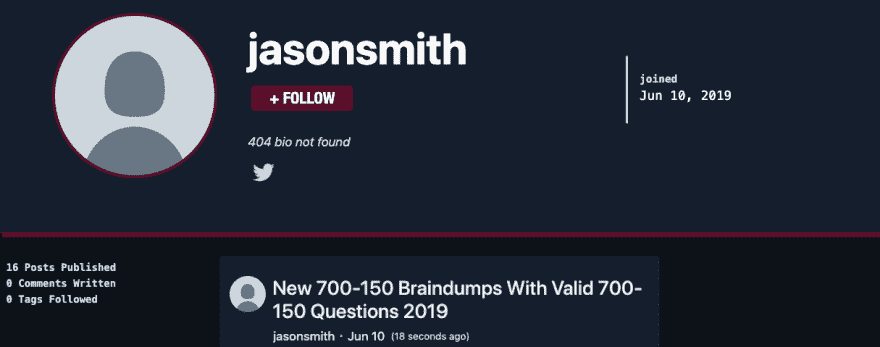 jasonsmith
+ FOLLOW
404 bio not found
joined
Jun 10, 2019
16 Posts Published
0 Comments Written
0 Tags Followed
New 700-150 Braindumps With Valid 700-
150 Questions 2019
jasonsmith · Jun 10 (18 seconds ago)